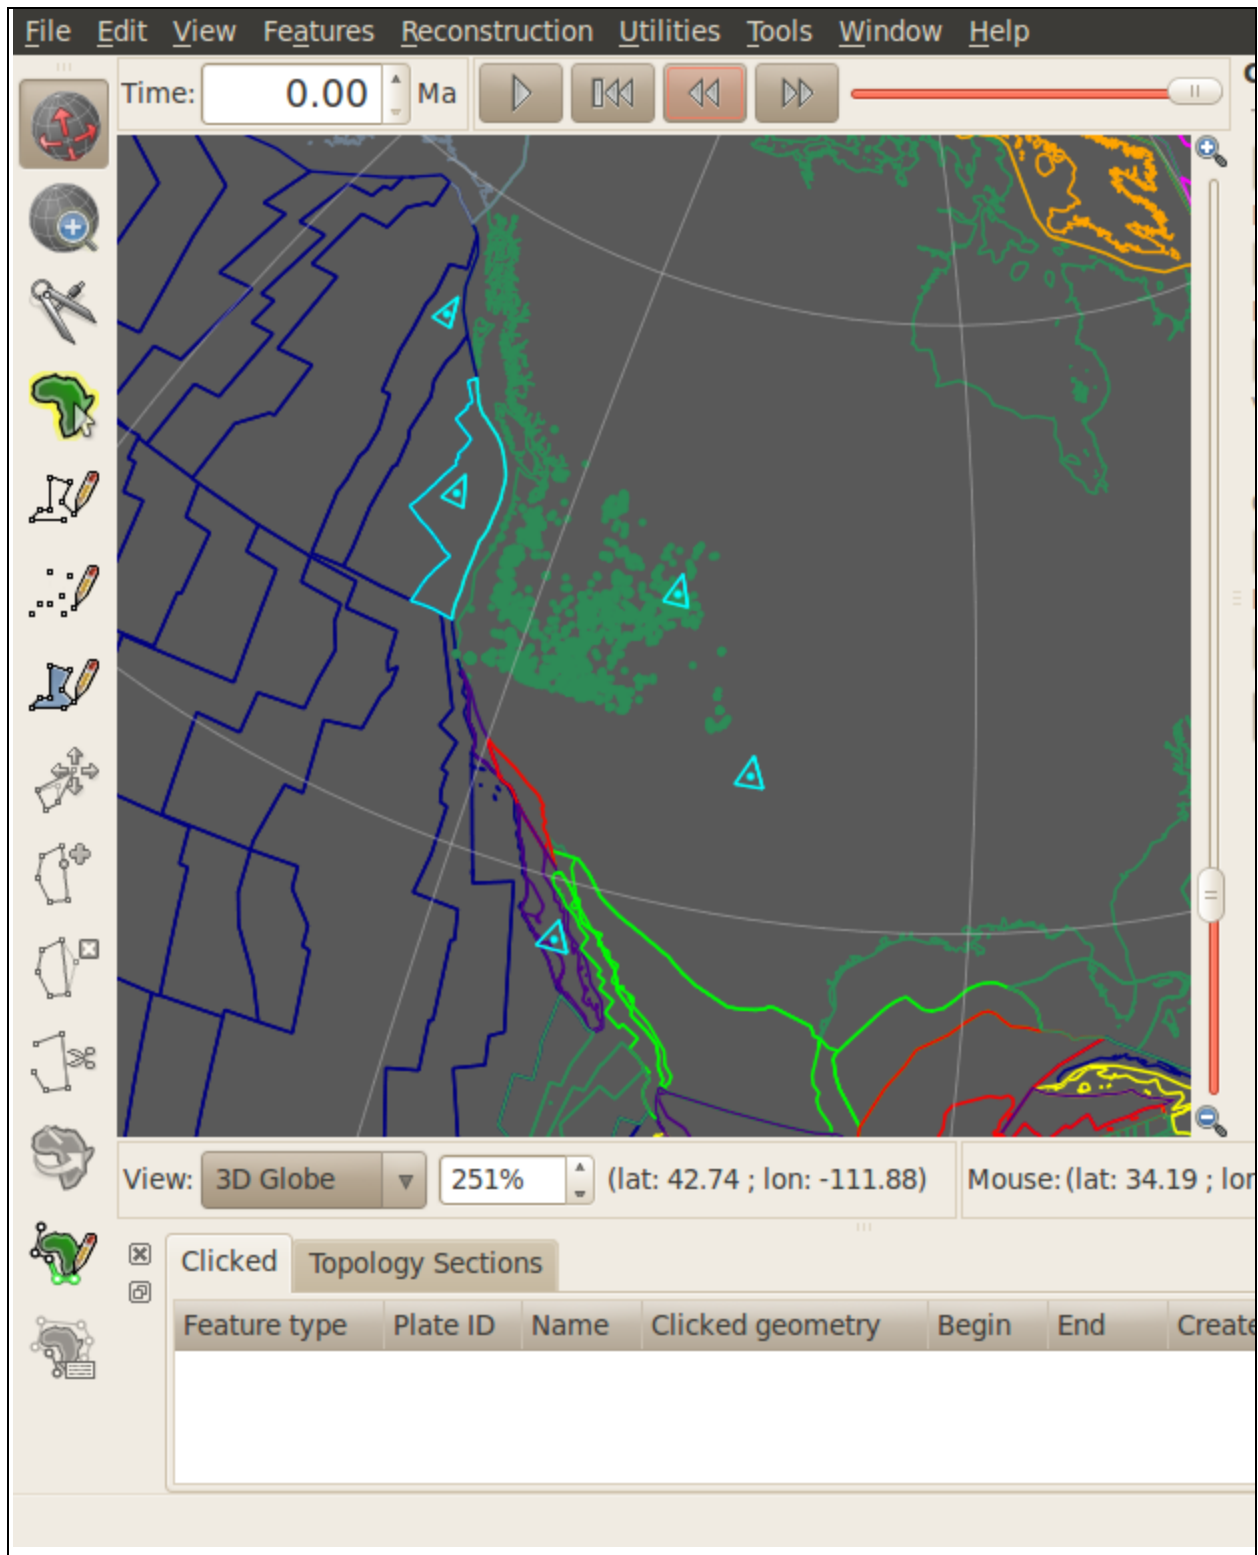 File Edit View Features Reconstruction Utilities Tools Window Help
Time: 0.00 Ma
View: 3D Globe 251% (lat: 42.74 ; lon: -111.88) Mouse: (lat: 34.19 ; lor
Clicked Topology Sections
Feature type Plate ID Name Clicked geometry Begin End Create